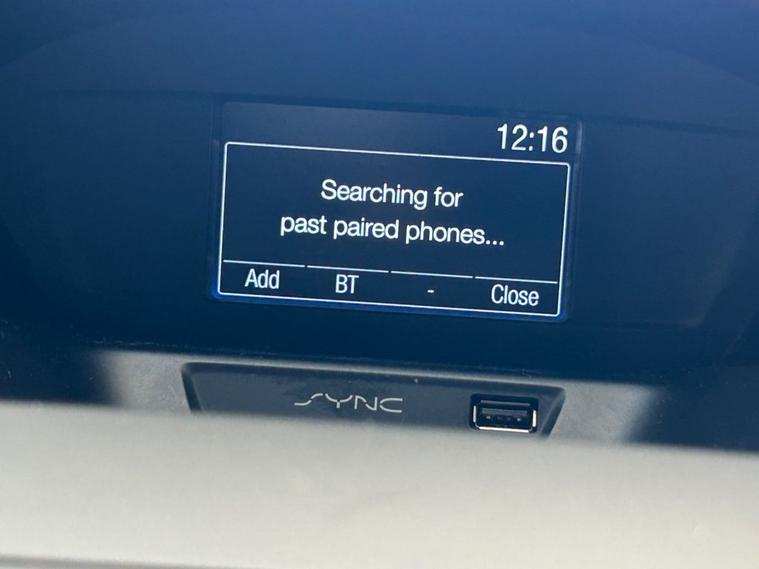 12:16
Searching for
past paired phones...
Add BT - Close
SYNC